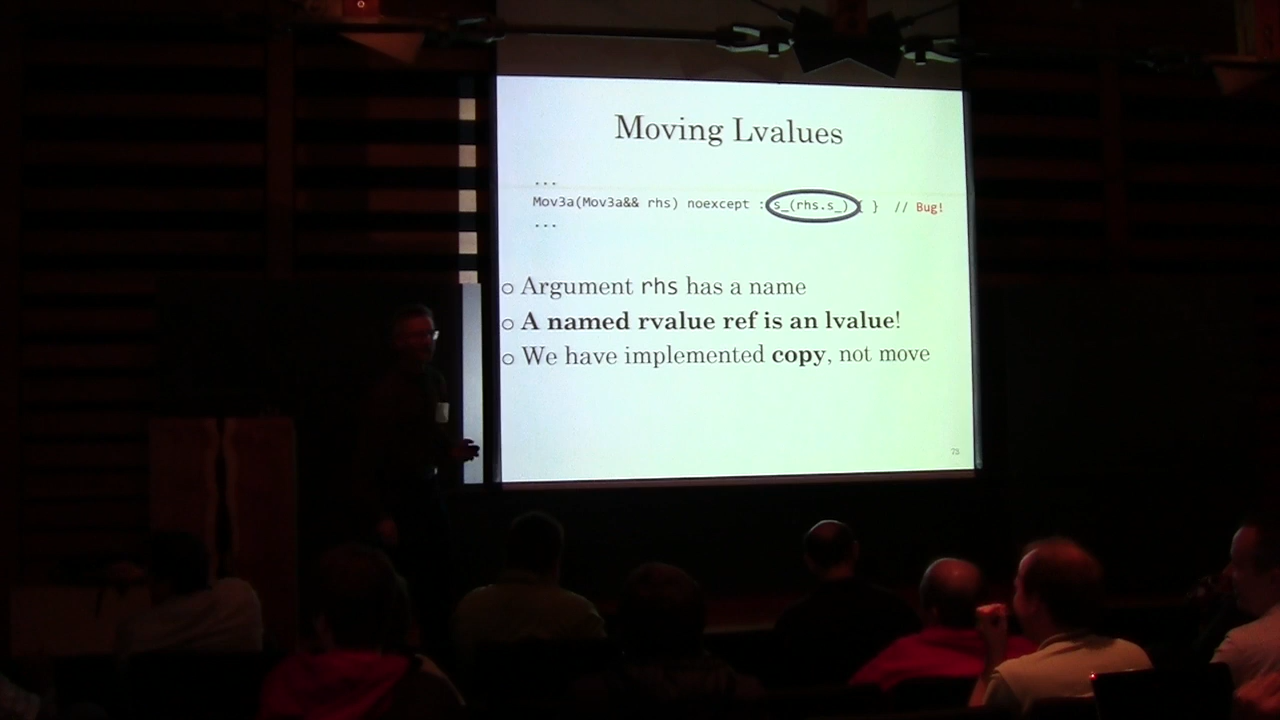 Moving Lvalues
...
Mov3a(Mov3a&& rhs) noexcept : s_(rhs.s_) { } // Bug!
...
Argument rhs has a name
A named rvalue ref is an lvalue!
We have implemented copy, not move